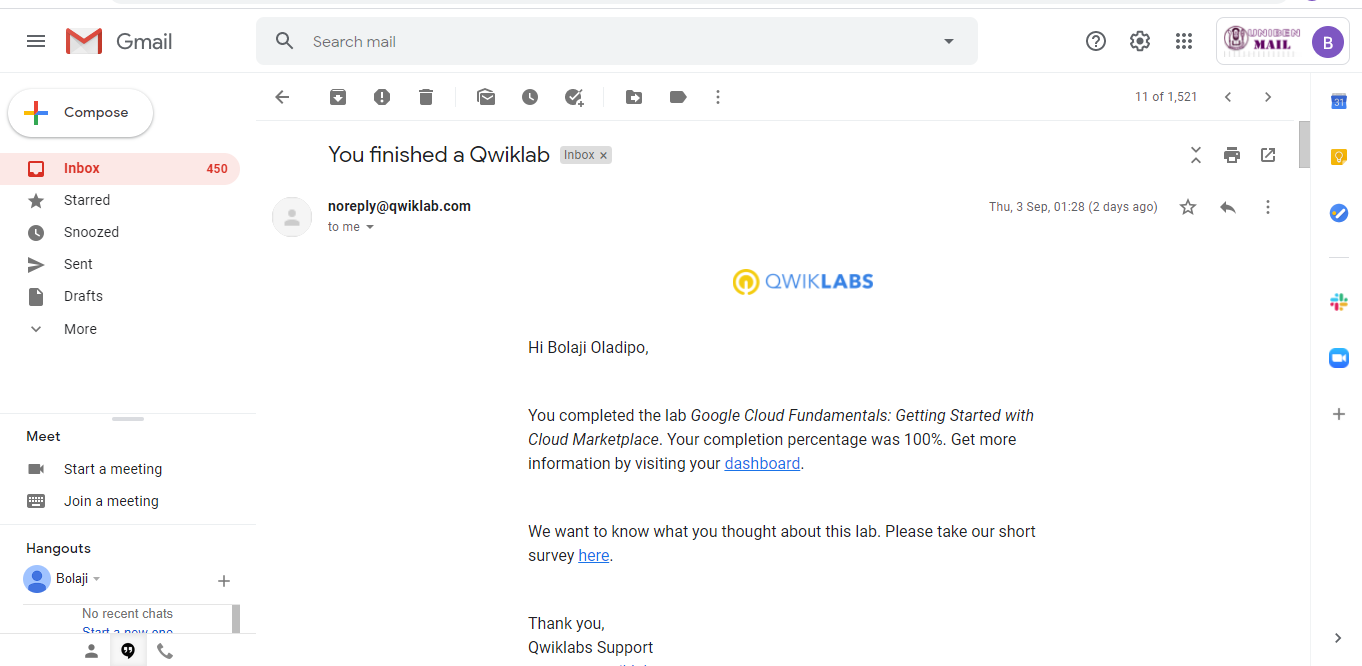 Gmail
Search mail
UNIBEN
MAIL
B
Compose
11 of 1,521
31
Inbox 450
Starred
Snoozed
Sent
Drafts
More
You finished a Qwiklab Inbox x
noreply@qwiklab.com
Thu, 3 Sep, 01:28 (2 days ago)
to me
QWIKLABS
Hi Bolaji Oladipo,
You completed the lab Google Cloud Fundamentals: Getting Started with
Cloud Marketplace. Your completion percentage was 100%. Get more
information by visiting your dashboard.
We want to know what you thought about this lab. Please take our short
survey here.
Thank you,
Qwiklabs Support
Meet
Start a meeting
Join a meeting
Hangouts
Bolaji
No recent chats
Start a new one